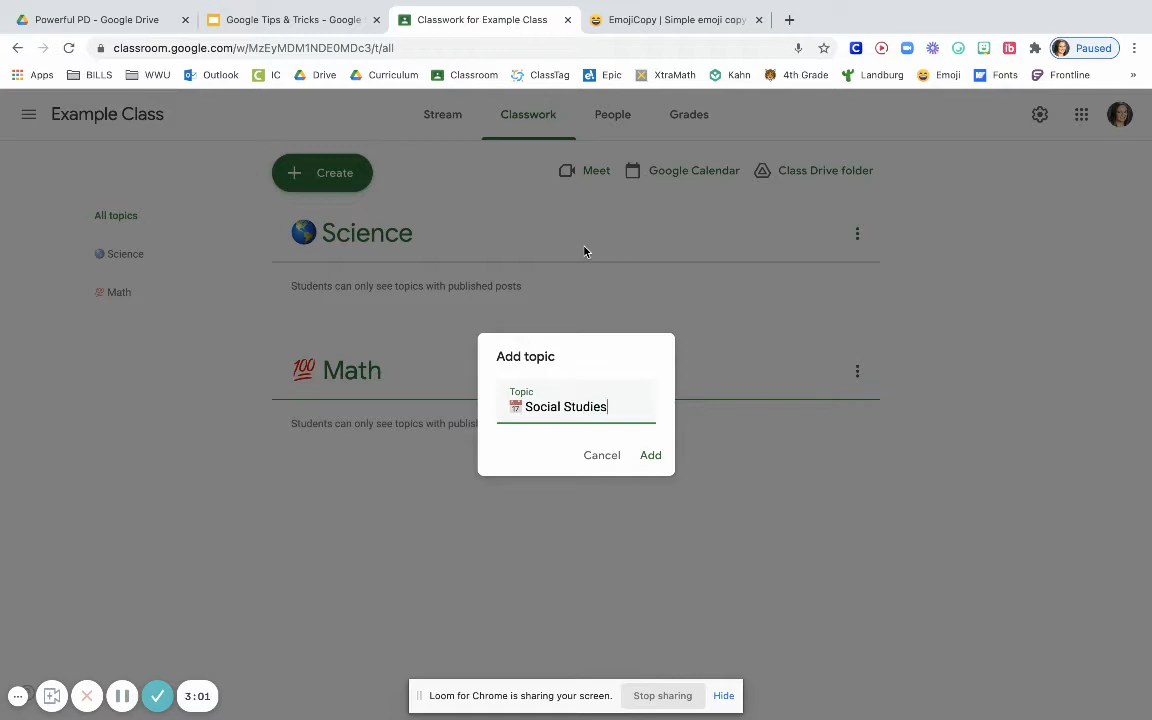 Powerful PD - Google Drive
Google Tips & Tricks - Google
Classwork for Example Class
EmojiCopy | Simple emoji copy
classroom.google.com/w/MzEyMDM1NDE0MDc3/t/all
Paused
Apps BILLS WWU Outlook IC Drive Curriculum Classroom ClassTag Epic XtraMath Kahn 4th Grade Landburg Emoji Fonts Frontline »
Example Class
Stream Classwork People Grades
Create
Meet Google Calendar Class Drive folder
All topics
🌎 Science
💯 Math
🌎 Science
Students can only see topics with published posts
💯 Math
Students can only see topics with publis
Add topic
Topic
📅 Social Studies
Cancel Add
3:01
Loom for Chrome is sharing your screen. Stop sharing Hide